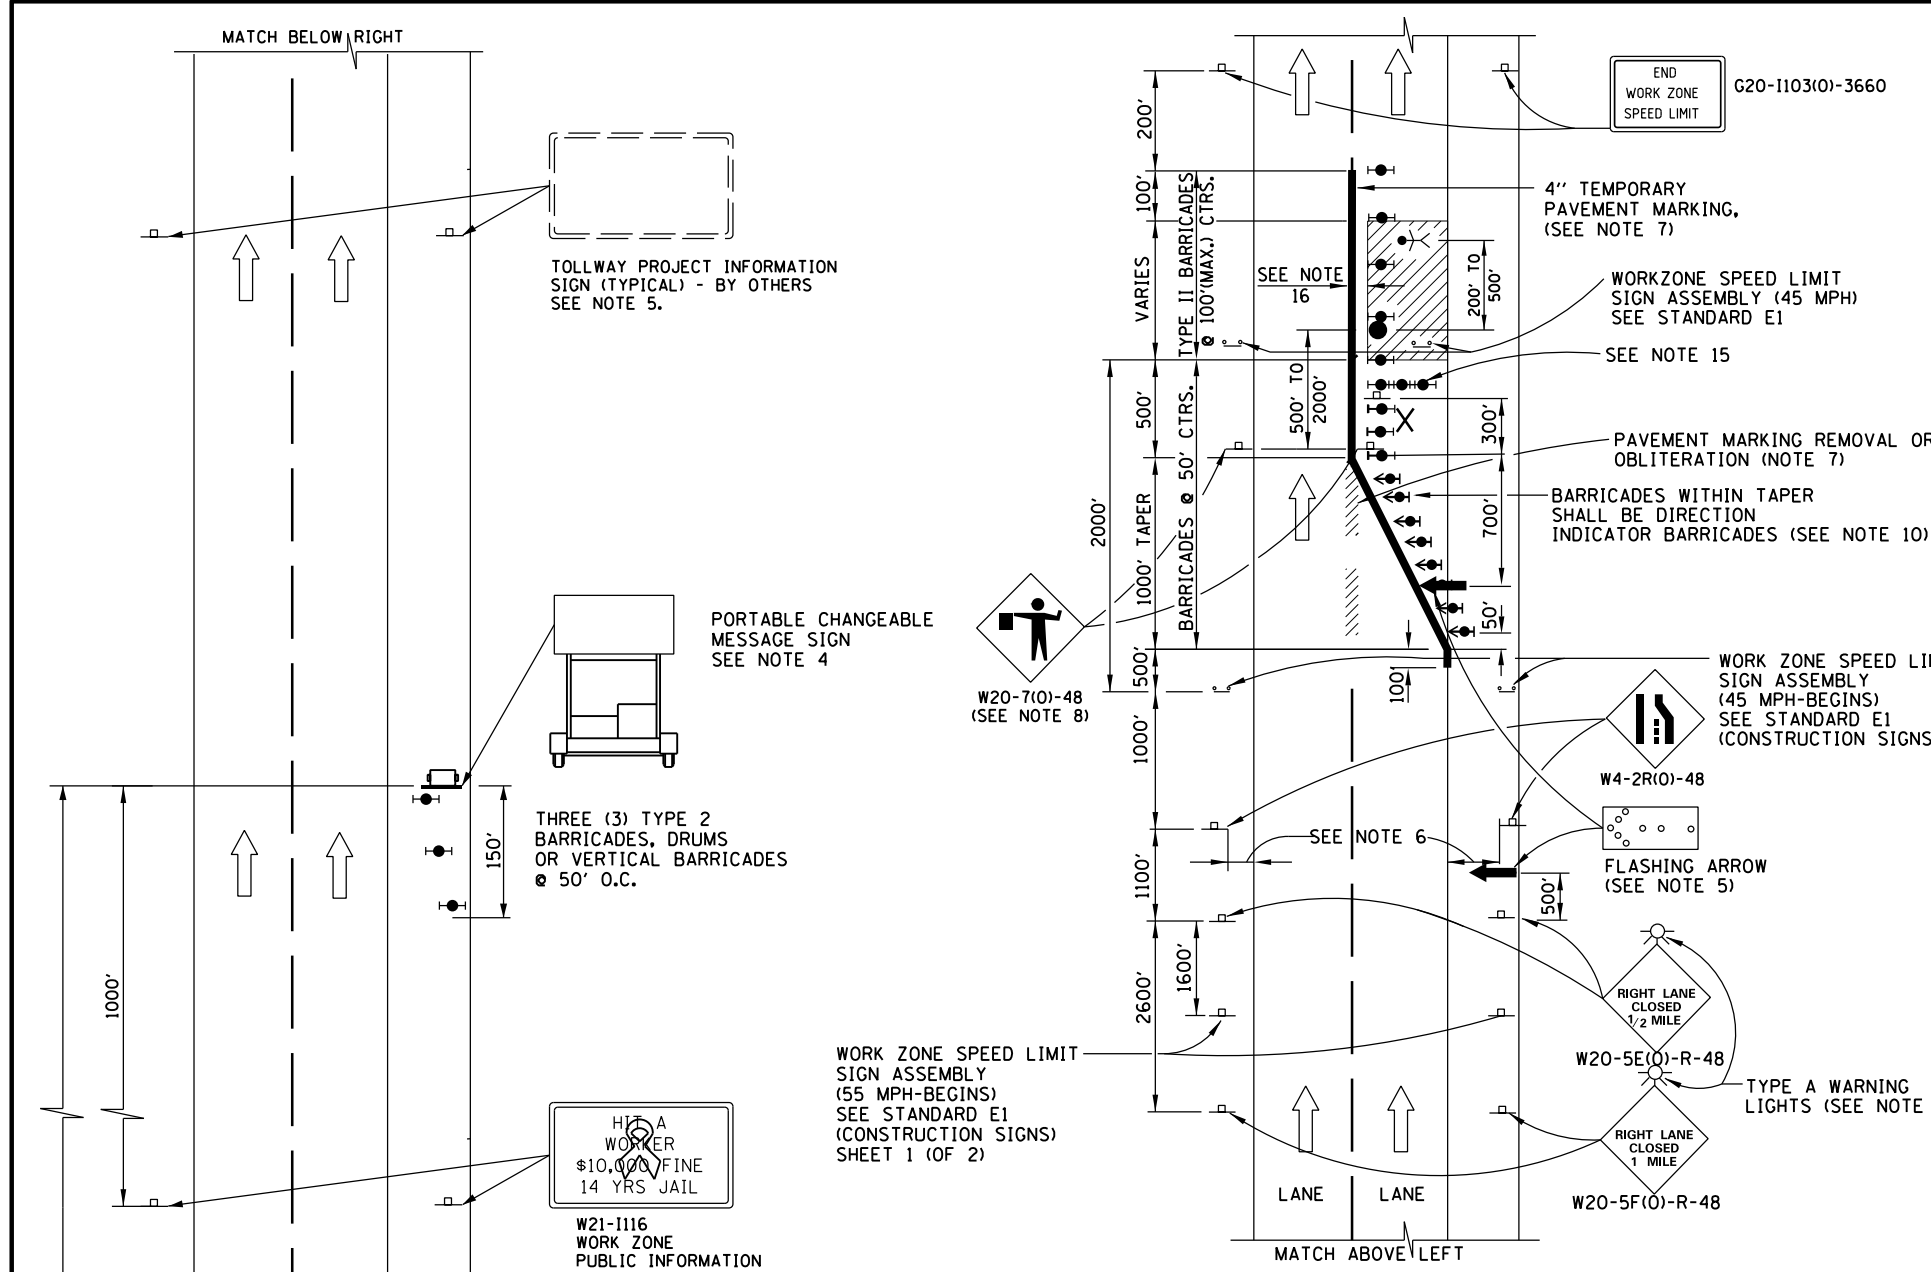 MATCH BELOW RIGHT
TOLLWAY PROJECT INFORMATION
SIGN (TYPICAL) - BY OTHERS
SEE NOTE 5.
PORTABLE CHANGEABLE
MESSAGE SIGN
SEE NOTE 4
THREE (3) TYPE 2
BARRICADES, DRUMS
OR VERTICAL BARRICADES
@ 50' O.C.
150'
1000'
HIT A
WORKER
$10,000 FINE
14 YRS JAIL
W21-I116
WORK ZONE
PUBLIC INFORMATION
END
WORK ZONE
SPEED LIMIT
G20-I103(O)-3660
200'
100'
VARIES
TYPE II BARRICADES
@ 100'(MAX.) CTRS.
4'' TEMPORARY
PAVEMENT MARKING,
(SEE NOTE 7)
SEE NOTE
16
200' TO
500'
WORKZONE SPEED LIMIT
SIGN ASSEMBLY (45 MPH)
SEE STANDARD E1
SEE NOTE 15
500'
500' TO
2000'
300'
PAVEMENT MARKING REMOVAL OR
OBLITERATION (NOTE 7)
BARRICADES WITHIN TAPER
SHALL BE DIRECTION
INDICATOR BARRICADES (SEE NOTE 10)
2000'
1000' TAPER
BARRICADES @ 50' CTRS.
700'
50'
W20-7(O)-48
(SEE NOTE 8)
500'
100'
WORK ZONE SPEED
SIGN ASSEMBLY
(45 MPH-BEGINS)
SEE STANDARD E1
(CONSTRUCTION SIGNS
W4-2R(O)-48
1000'
SEE NOTE 6
FLASHING ARROW
(SEE NOTE 5)
1100'
500'
1600'
2600'
RIGHT LANE
CLOSED
1/2 MILE
W20-5E(O)-R-48
WORK ZONE SPEED LIMIT
SIGN ASSEMBLY
(55 MPH-BEGINS)
SEE STANDARD E1
(CONSTRUCTION SIGNS)
SHEET 1 (OF 2)
TYPE A WARNING
LIGHTS (SEE NOTE
RIGHT LANE
CLOSED
1 MILE
W20-5F(O)-R-48
LANE LANE
MATCH ABOVE LEFT